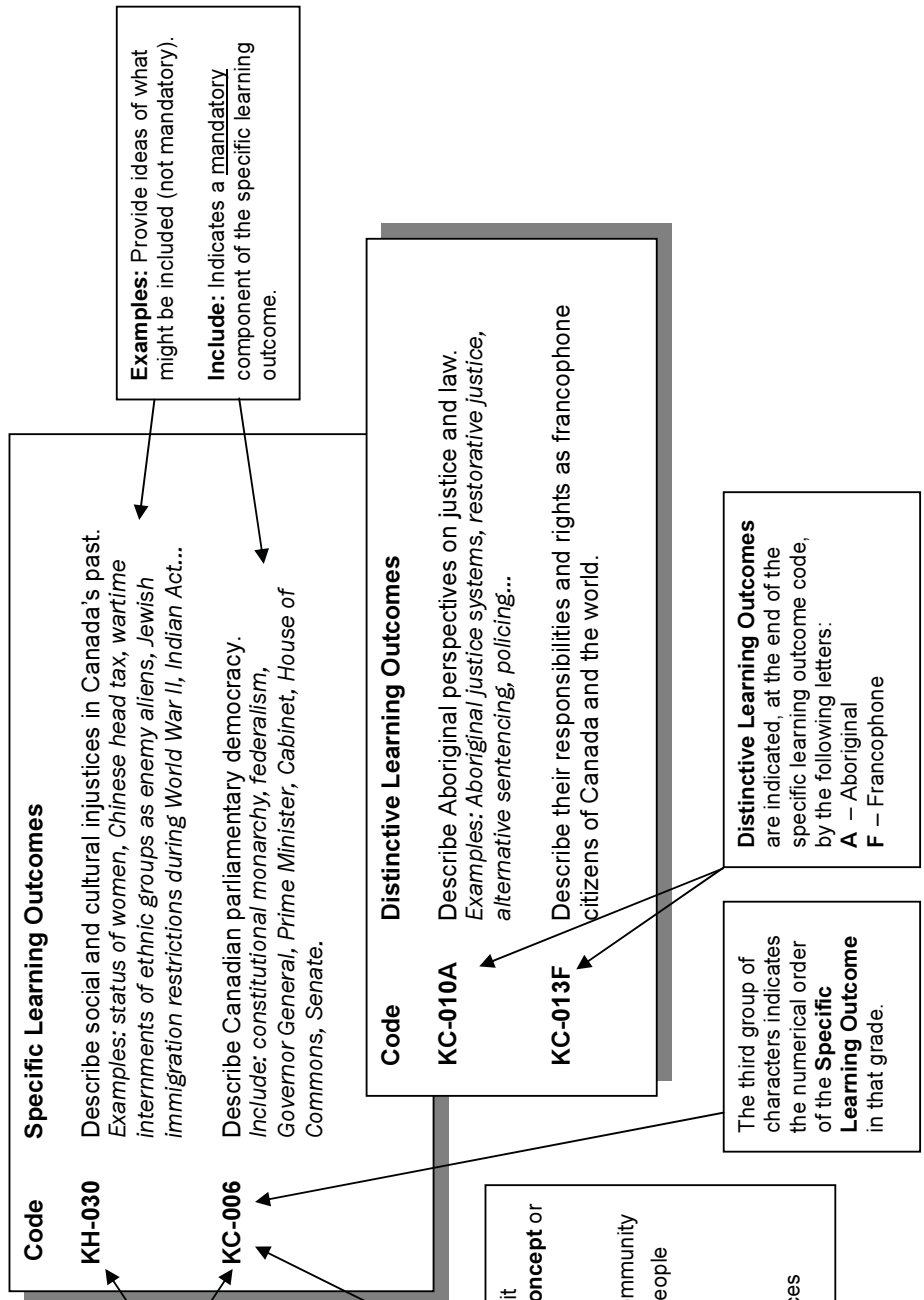 Code Specific Learning Outcomes
KH-030 Describe social and cultural injustices in Canada's past.
Examples: status of women, Chinese head tax, wartime
internments of ethnic groups as enemy aliens, Jewish
immigration restrictions during World War II, Indian Act...
KC-006 Describe Canadian parliamentary democracy.
Include: constitutional monarchy, federalism,
Governor General, Prime Minister, Cabinet, House of
Commons, Senate.
Examples: Provide ideas of what
might be included (not mandatory).
Include: Indicates a mandatory
component of the specific learning
outcome.
Code Distinctive Learning Outcomes
KC-010A Describe Aboriginal perspectives on justice and law.
Examples: Aboriginal justice systems, restorative justice,
alternative sentencing, policing...
KC-013F Describe their responsibilities and rights as francophone
citizens of Canada and the world.
oncept or
eople
The third group of
characters indicates
the numerical order
of the Specific
Learning Outcome
in that grade.
Distinctive Learning Outcomes
are indicated, at the end of the
specific learning outcome code,
by the following letters:
A – Aboriginal
F – Francophone